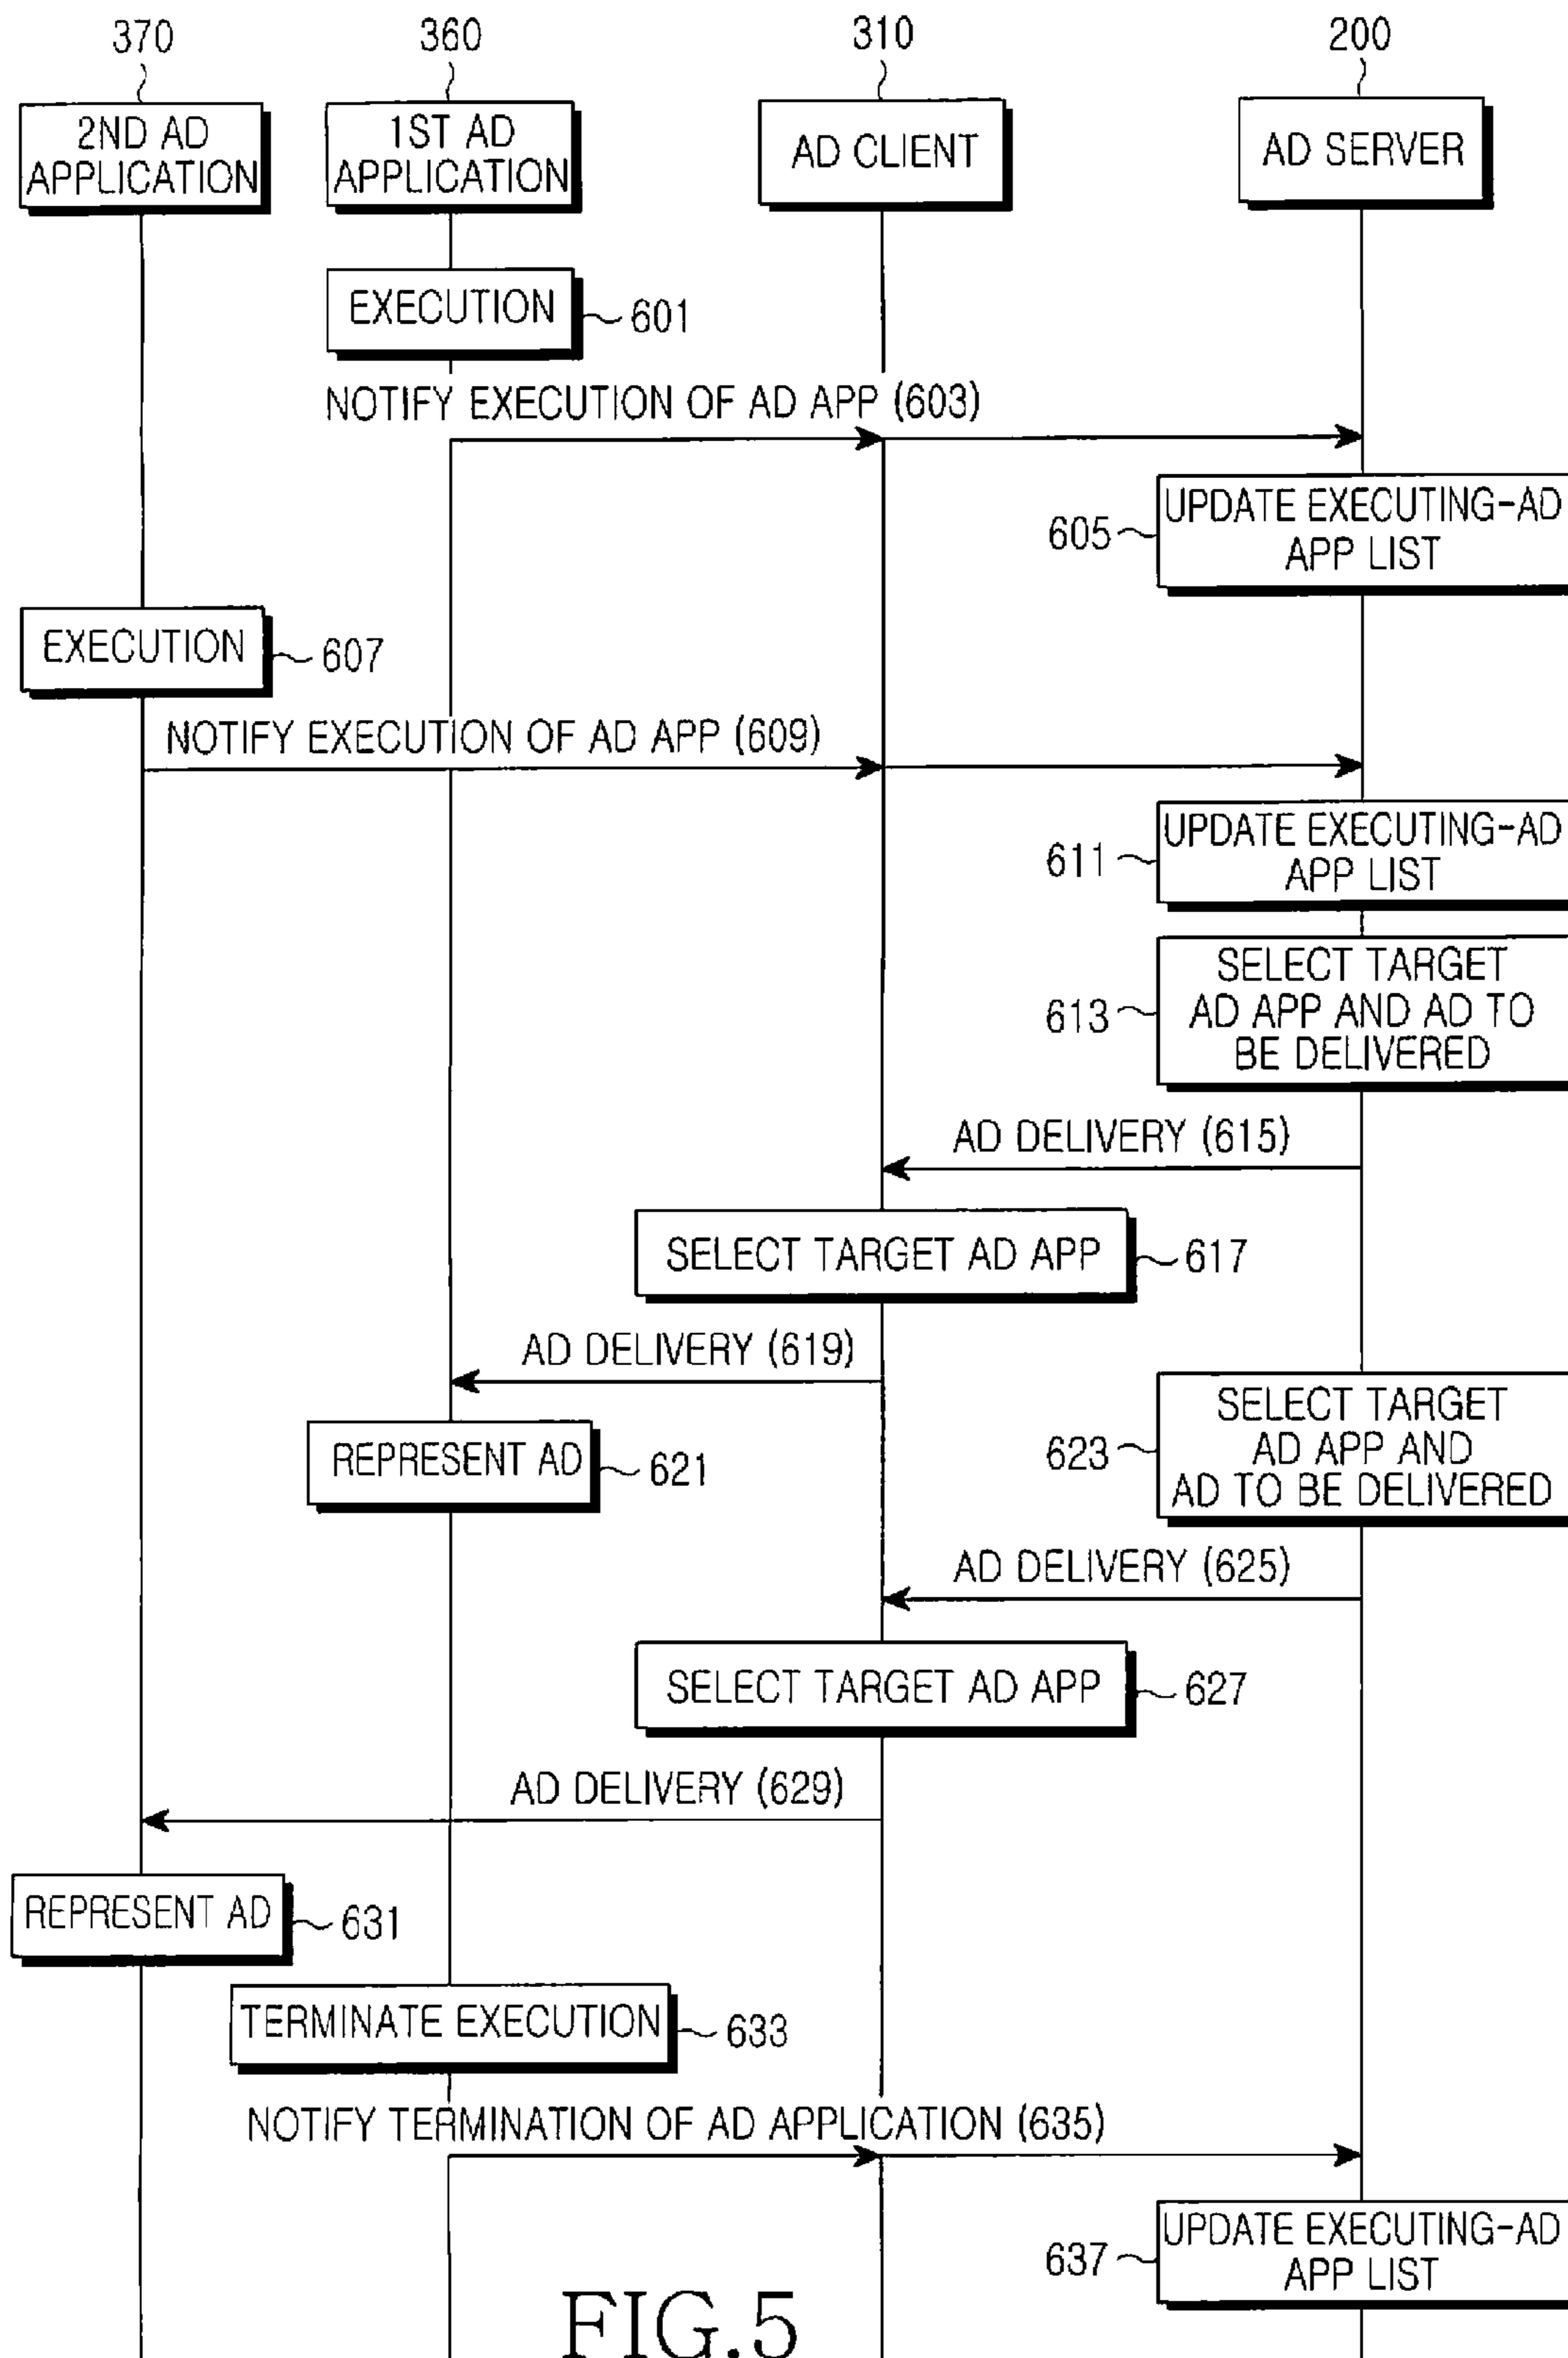 370
360
310
200
2ND AD
APPLICATION
1ST AD
APPLICATION
AD CLIENT
AD SERVER
EXECUTION
601
NOTIFY EXECUTION OF AD APP (603)
605
UPDATE EXECUTING-AD
APP LIST
EXECUTION
607
NOTIFY EXECUTION OF AD APP (609)
611
UPDATE EXECUTING-AD
APP LIST
613
SELECT TARGET
AD APP AND AD TO
BE DELIVERED
AD DELIVERY (615)
SELECT TARGET AD APP
617
AD DELIVERY (619)
REPRESENT AD
621
623
SELECT TARGET
AD APP AND
AD TO BE DELIVERED
AD DELIVERY (625)
SELECT TARGET AD APP
627
AD DELIVERY (629)
REPRESENT AD
631
TERMINATE EXECUTION
633
NOTIFY TERMINATION OF AD APPLICATION (635)
637
UPDATE EXECUTING-AD
APP LIST
FIG.5